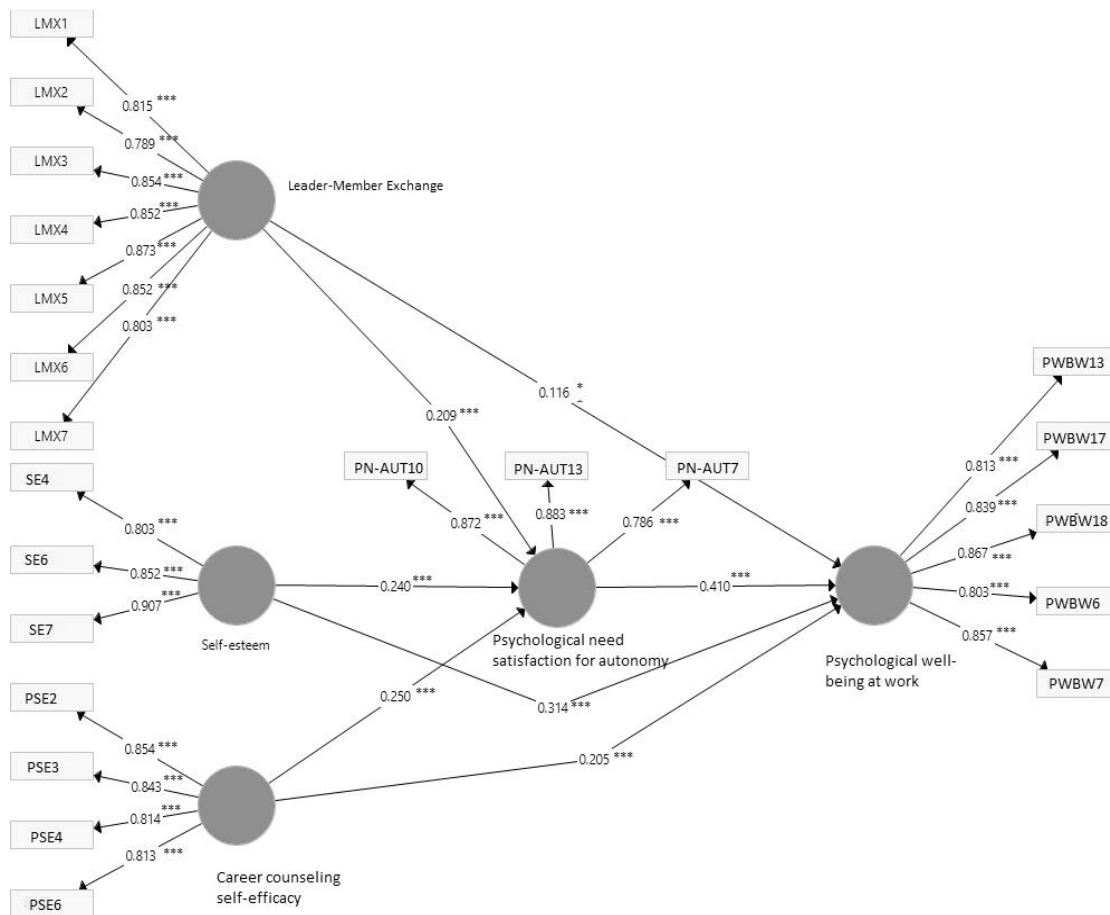 LMX1
LMX2
LMX3
LMX4
LMX5
LMX6
LMX7
0.815 ***
0.789 ***
0.854 ***
0.852 ***
0.873 ***
0.852 ***
0.803 ***
Leader-Member Exchange
0.116 *
0.209 ***
SE4
SE6
SE7
0.803 ***
0.852 ***
0.907 ***
Self-esteem
PN-AUT10
PN-AUT13
PN-AUT7
0.872 ***
0.883 ***
0.786 ***
0.240 ***
0.410 ***
Psychological need
satisfaction for autonomy
0.250 ***
0.314 ***
0.205 ***
PWBW13
PWBW17
PWBW18
PWBW6
PWBW7
0.813 ***
0.839 ***
0.867 ***
0.803 ***
0.857 ***
Psychological well-
being at work
PSE2
PSE3
PSE4
PSE6
0.854 ***
0.843 ***
0.814 ***
0.813 ***
Career counseling
self-efficacy